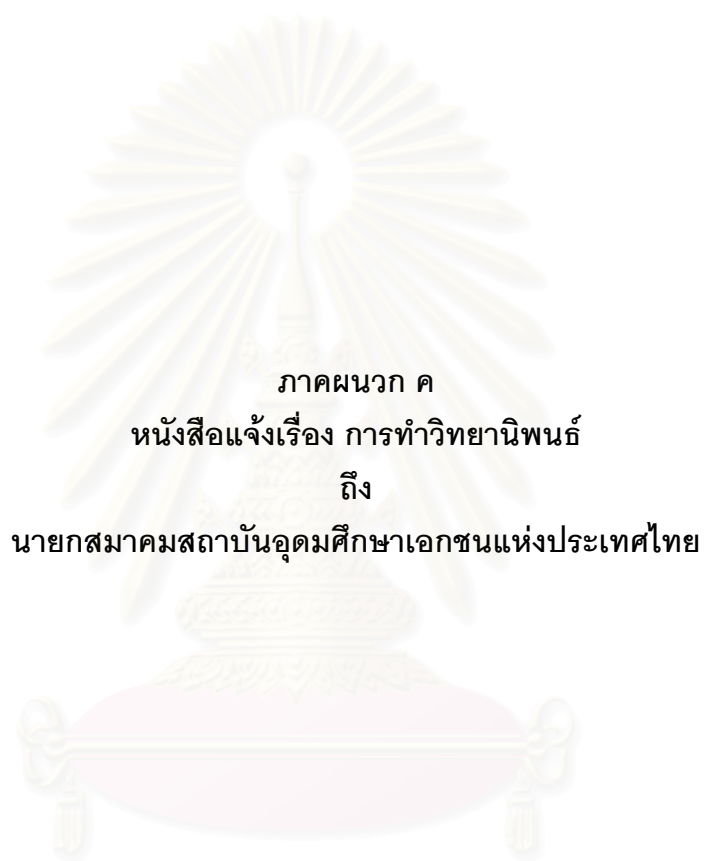 ภาคผนวก ค
หนังสือแจ้งเรื่อง การทำวิทยานิพนธ์
ถึง
นายกสมาคมสถาบันอุดมศึกษาเอกชนแห่งประเทศไทย